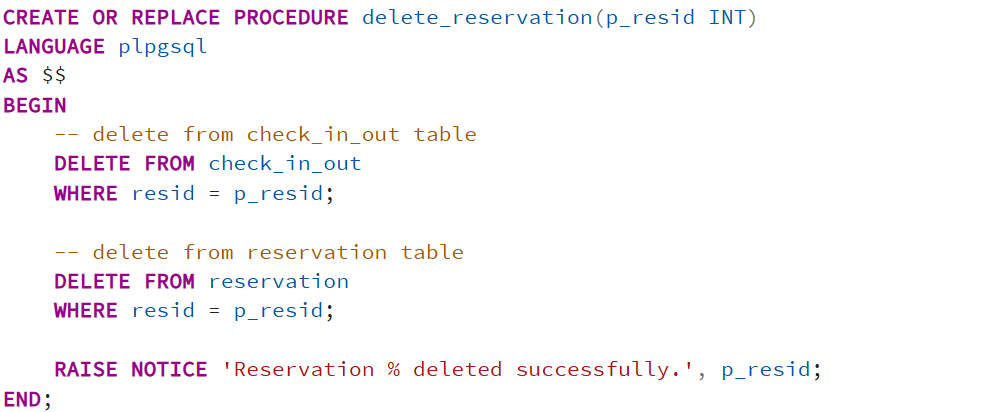 CREATE OR REPLACE PROCEDURE delete_reservation(p_resid INT)
LANGUAGE plpgsql
AS $$
BEGIN
    -- delete from check_in_out table
    DELETE FROM check_in_out
    WHERE resid = p_resid;

    -- delete from reservation table
    DELETE FROM reservation
    WHERE resid = p_resid;

    RAISE NOTICE 'Reservation % deleted successfully.', p_resid;
END;